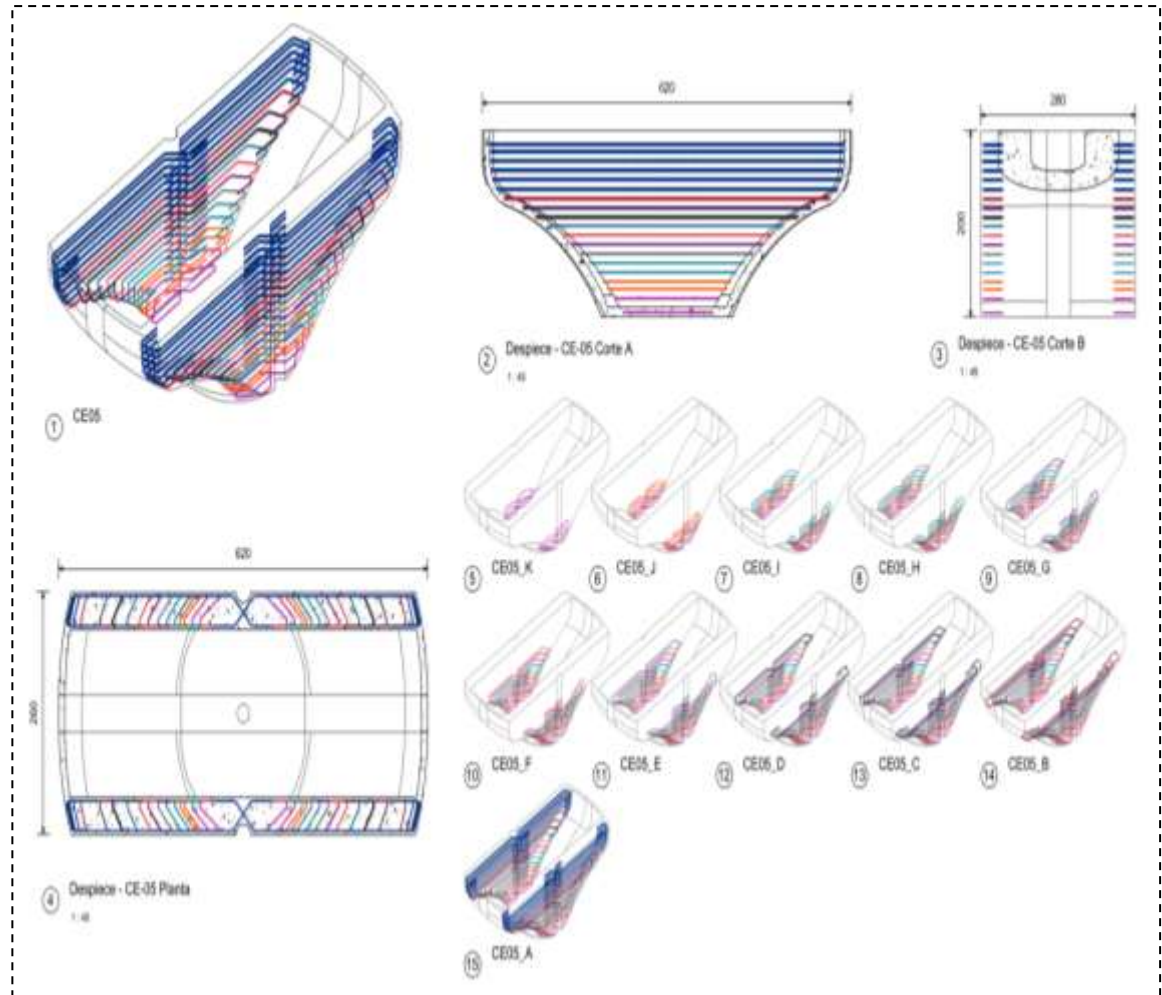 1 CE05
620
2 Despiece - CE-05 Corte A
280
3 Despiece - CE-05 Corte B
620
4 Despiece - CE-05 Planta
5 CE05_K
6 CE05_J
7 CE05_I
8 CE05_H
9 CE05_G
10 CE05_F
11 CE05_E
12 CE05_D
13 CE05_C
14 CE05_B
15 CE05_A